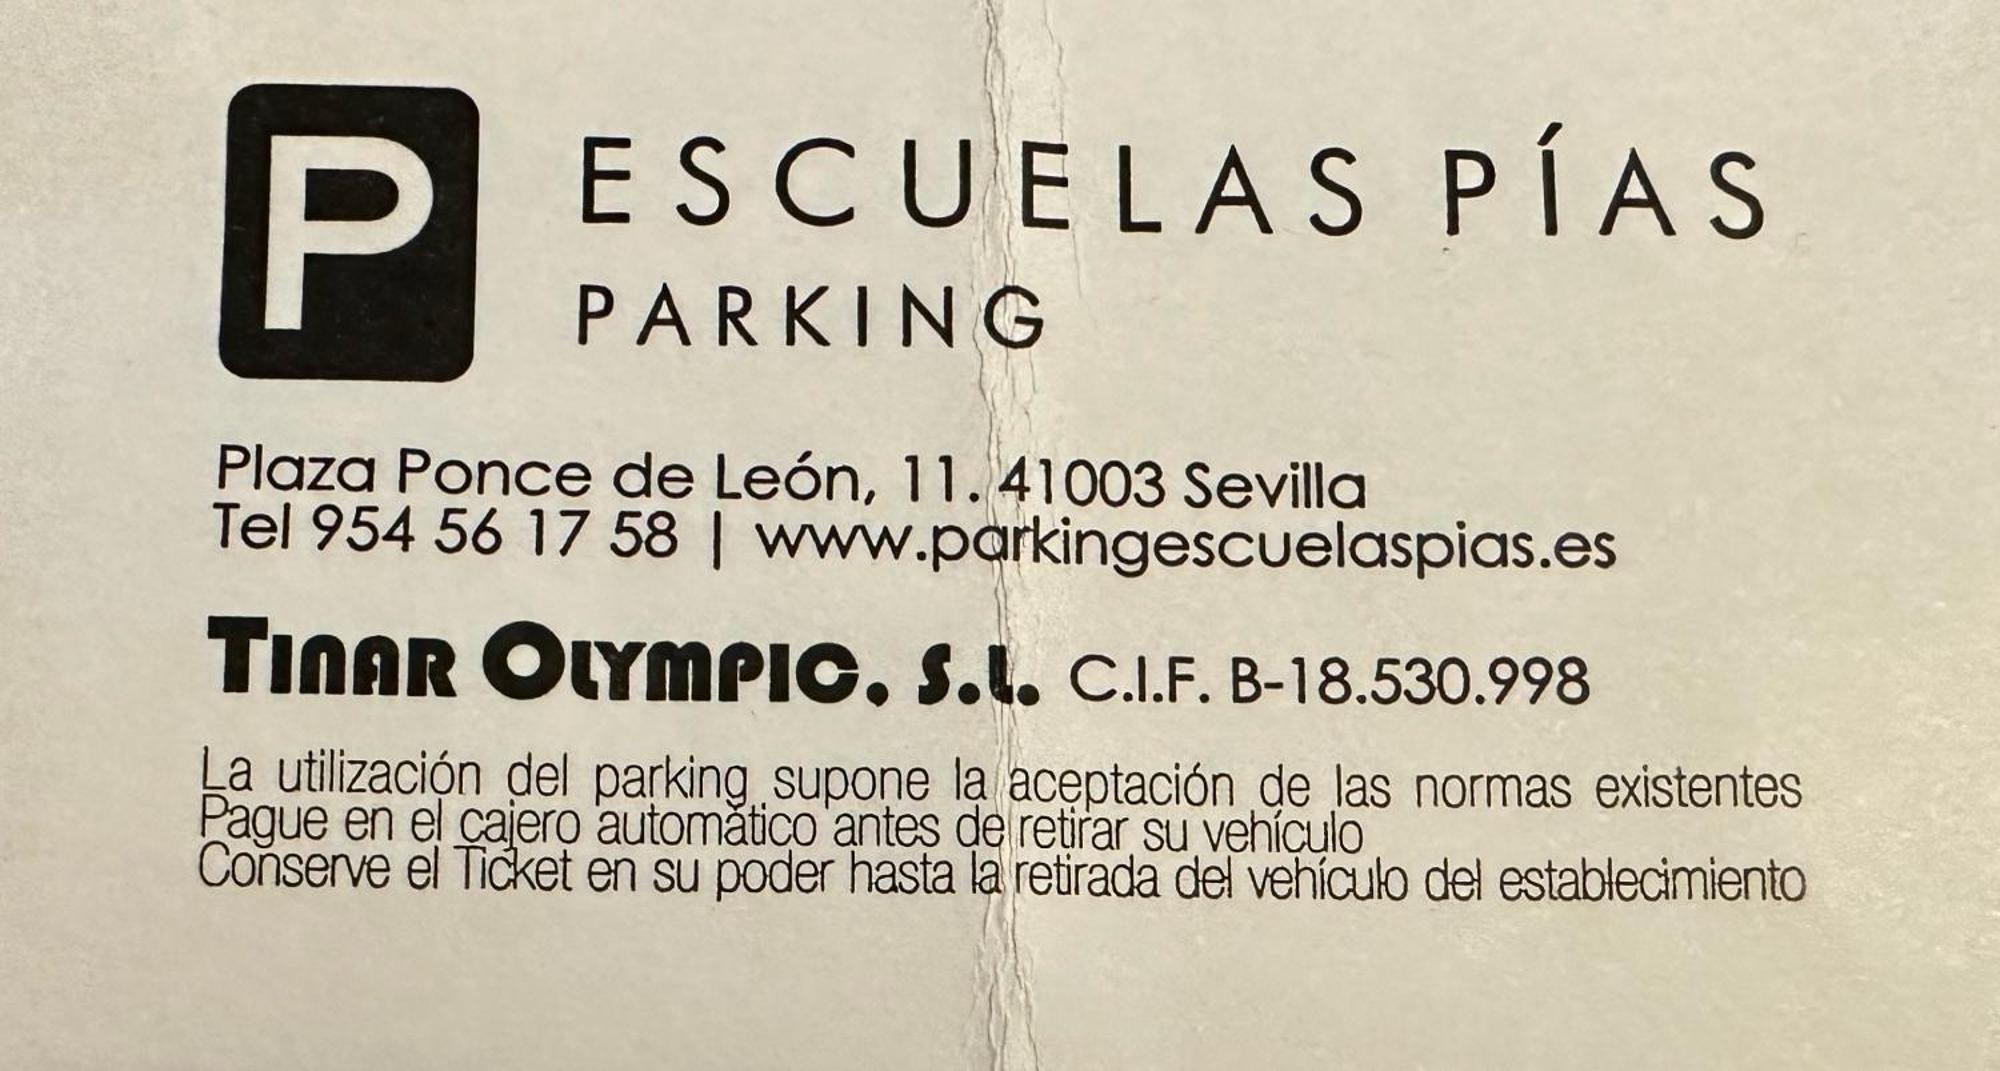 P
ESCUELAS PÍAS
PARKING
Plaza Ponce de León, 11. 41003 Sevilla
Tel 954 56 17 58 | www.parkingescuelaspias.es
TINAR OLYMPIC, S.L. C.I.F. B-18.530.998
La utilización del parking supone la aceptación de las normas existentes
Pague en el cajero automático antes de retirar su vehículo
Conserve el Ticket en su poder hasta la retirada del vehículo del establecimiento